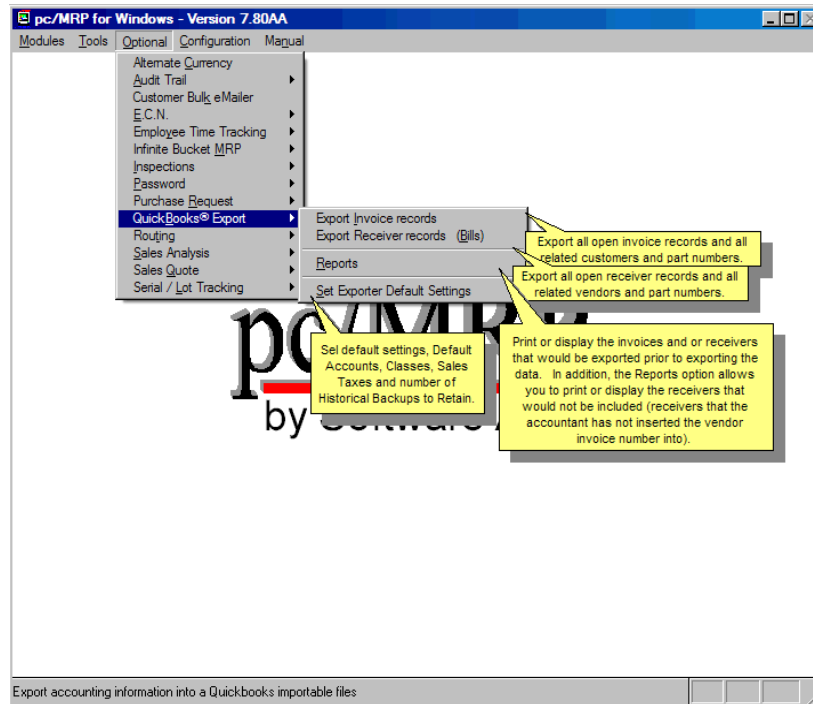 pc/MRP for Windows - Version 7.80AA
Modules Tools Optional Configuration Manual
Alternate Currency
Audit Trail
Customer Bulk eMailer
E.C.N.
Employee Time Tracking
Infinite Bucket MRP
Inspections
Password
Purchase Request
QuickBooks® Export
Routing
Sales Analysis
Sales Quote
Serial / Lot Tracking
Export Invoice records
Export Receiver records (Bills)
Reports
Set Exporter Default Settings
Export all open invoice records and all
related customers and part numbers.
Export all open receiver records and all
related vendors and part numbers.
Print or display the invoices and or receivers
that would be exported prior to exporting the
data. In addition, the Reports option allows
you to print or display the receivers that
would not be included (receivers that the
accountant has not inserted the vendor
invoice number into).
Sel default settings, Default
Accounts, Classes, Sales
Taxes and number of
Historical Backups to Retain.
pc/MRP
by Software
Export accounting information into a Quickbooks importable files